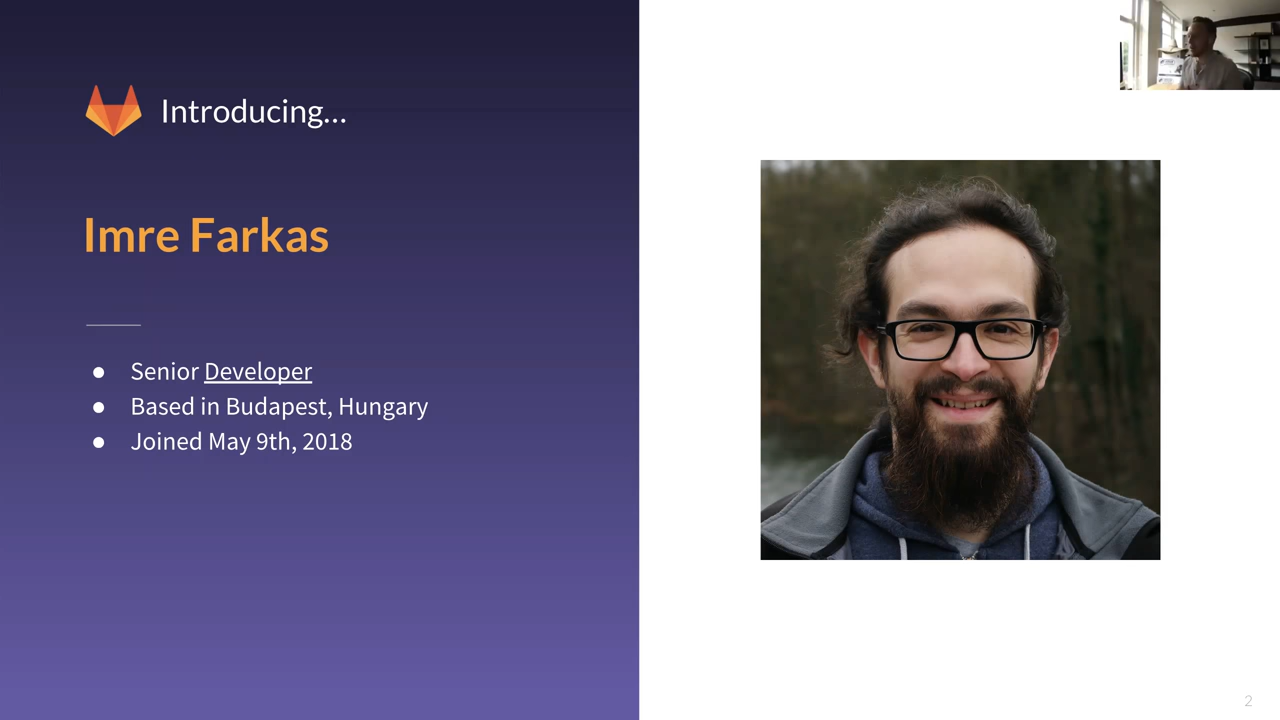 Introducing...
Imre Farkas
● Senior Developer
● Based in Budapest, Hungary
● Joined May 9th, 2018
2